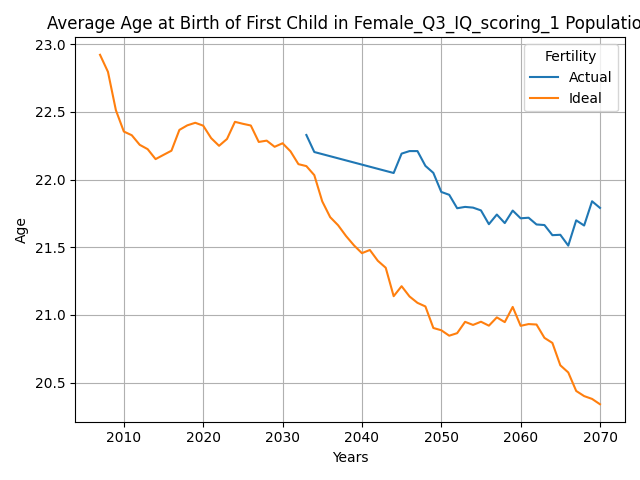 Average Age at Birth of First Child in Female_Q3_IQ_scoring_1 Populatio
23.0
22.5
22.0
21.5
21.0
20.5
Age
Fertility
Actual
Ideal
2010 2020 2030 2040 2050 2060 2070
Years